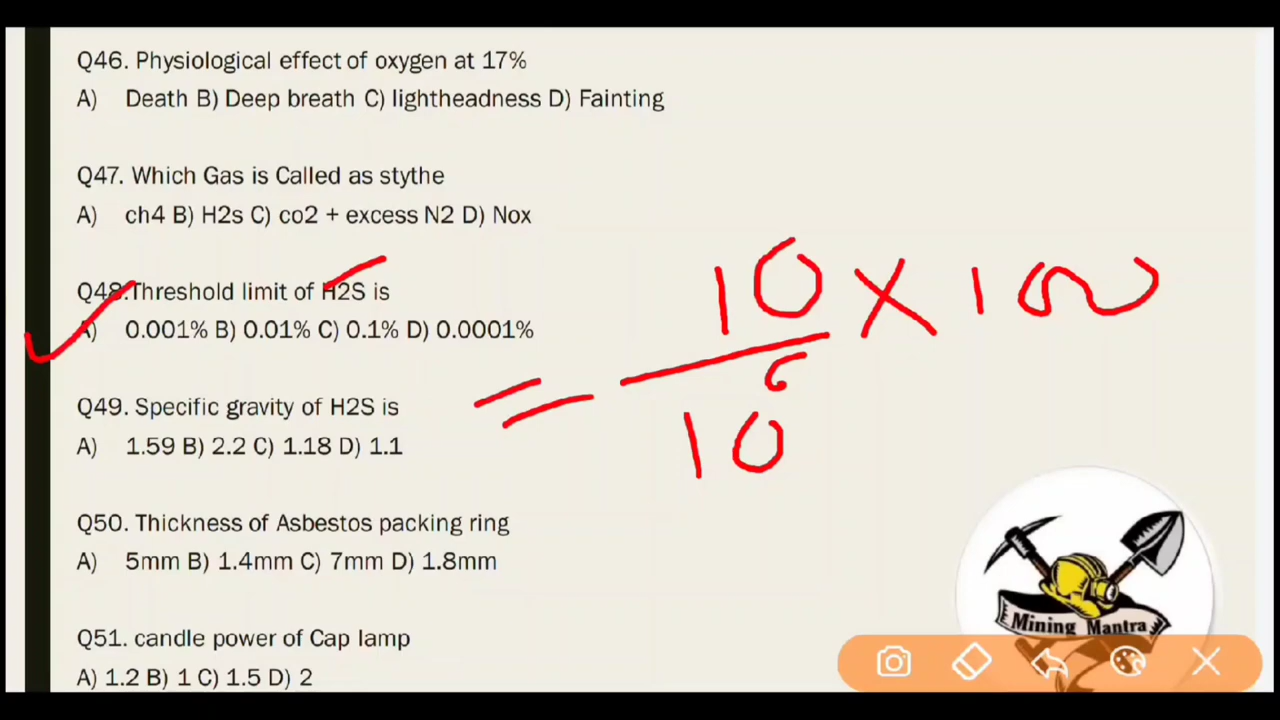 Q46. Physiological effect of oxygen at 17%
A) Death B) Deep breath C) lightheadness D) Fainting
Q47. Which Gas is Called as stythe
A) ch4 B) H2s C) co2 + excess N2 D) Nox
Q48.Threshold limit of H2S is
A) 0.001% B) 0.01% C) 0.1% D) 0.0001%
= 10/10^6 × 100
Q49. Specific gravity of H2S is
A) 1.59 B) 2.2 C) 1.18 D) 1.1
Q50. Thickness of Asbestos packing ring
A) 5mm B) 1.4mm C) 7mm D) 1.8mm
Q51. candle power of Cap lamp
A) 1.2 B) 1 C) 1.5 D) 2
Mining Mantra